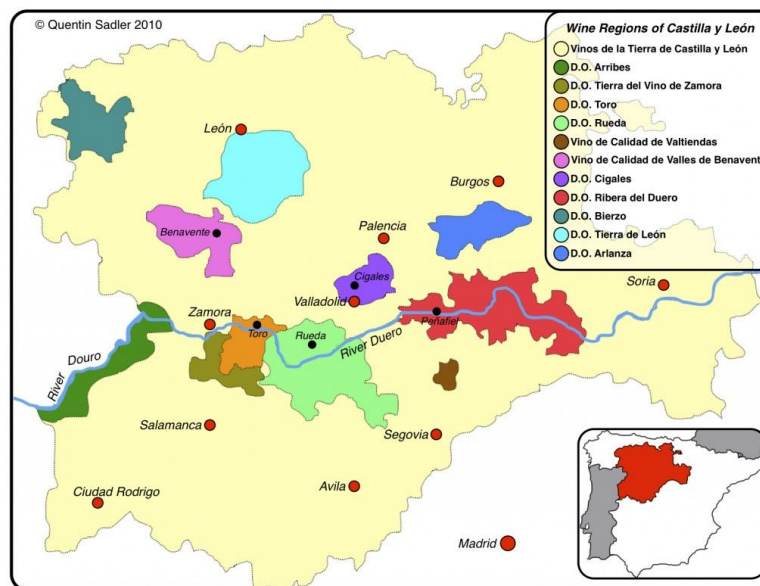 © Quentin Sadler 2010
Wine Regions of Castilla y León
Vinos de la Tierra de Castilla y León
D.O. Arribes
D.O. Tierra del Vino de Zamora
D.O. Toro
D.O. Rueda
Vino de Calidad de Valtiendas
Vino de Calidad de Valles de Benavent
D.O. Cigales
D.O. Ribera del Duero
D.O. Bierzo
D.O. Tierra de León
D.O. Arlanza
León
Burgos
Benavente
Palencia
Cigales
Soria
Valladolid
Zamora
Toro
Rueda
Peñafiel
River Duero
River Douro
Salamanca
Segovia
Ciudad Rodrigo
Avila
Madrid